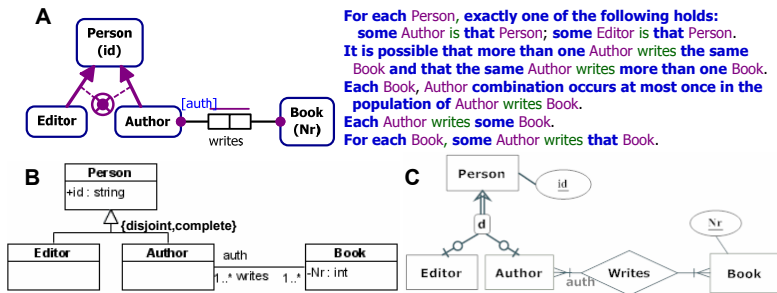 A
Person
(id)
Editor
Author
[auth]
writes
Book
(Nr)
For each Person, exactly one of the following holds:
some Author is that Person; some Editor is that Person.
It is possible that more than one Author writes the same
Book and that the same Author writes more than one Book.
Each Book, Author combination occurs at most once in the
population of Author writes Book.
Each Author writes some Book.
For each Book, some Author writes that Book.
B
Person
+id : string
{disjoint,complete}
Editor
Author
auth
1..* writes 1..*
Book
-Nr : int
C
Person
id
d
Editor
Author
auth
Writes
Nr
Book